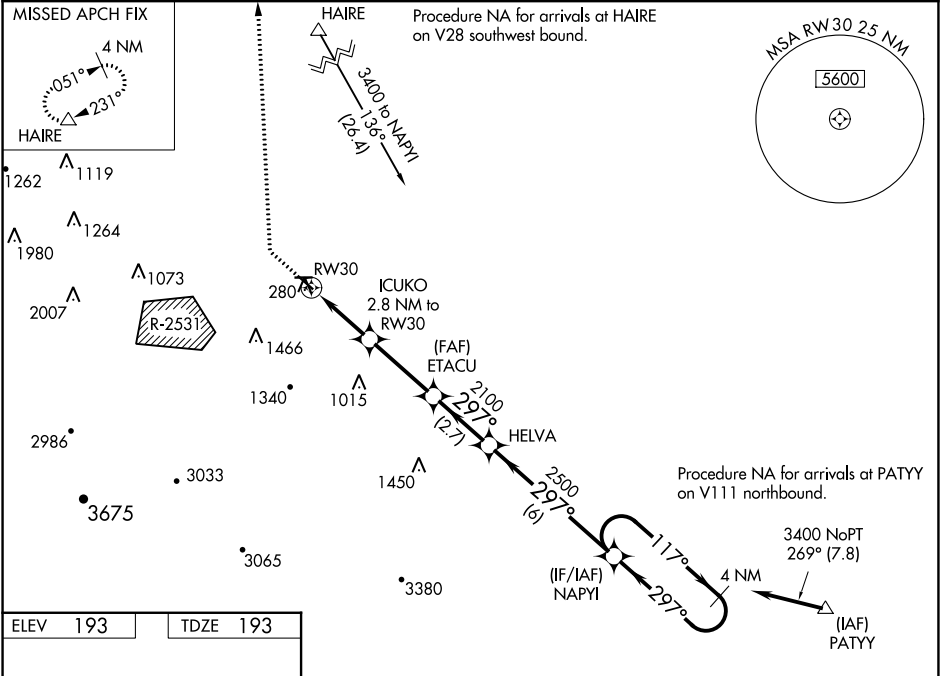 MISSED APCH FIX
4 NM
051°
231°
HAIRE
HAIRE
3400 to NAPYI
136°
(26.4)
Procedure NA for arrivals at HAIRE
on V28 southwest bound.
MSA RW30 25 NM
5600
1262
1119
1264
1980
1073
2007
R-2531
280
RW30
ICUKO
2.8 NM to
RW30
1466
(FAF)
ETACU
1340
1015
2100
297°
(2.7)
HELVA
2986
3033
1450
2500
297°
(6)
Procedure NA for arrivals at PATYY
on V111 northbound.
3675
3400 NoPT
269° (7.8)
117°
4 NM
3065
3380
(IF/IAF)
NAPYI
297°
(IAF)
PATYY
ELEV 193
TDZE 193